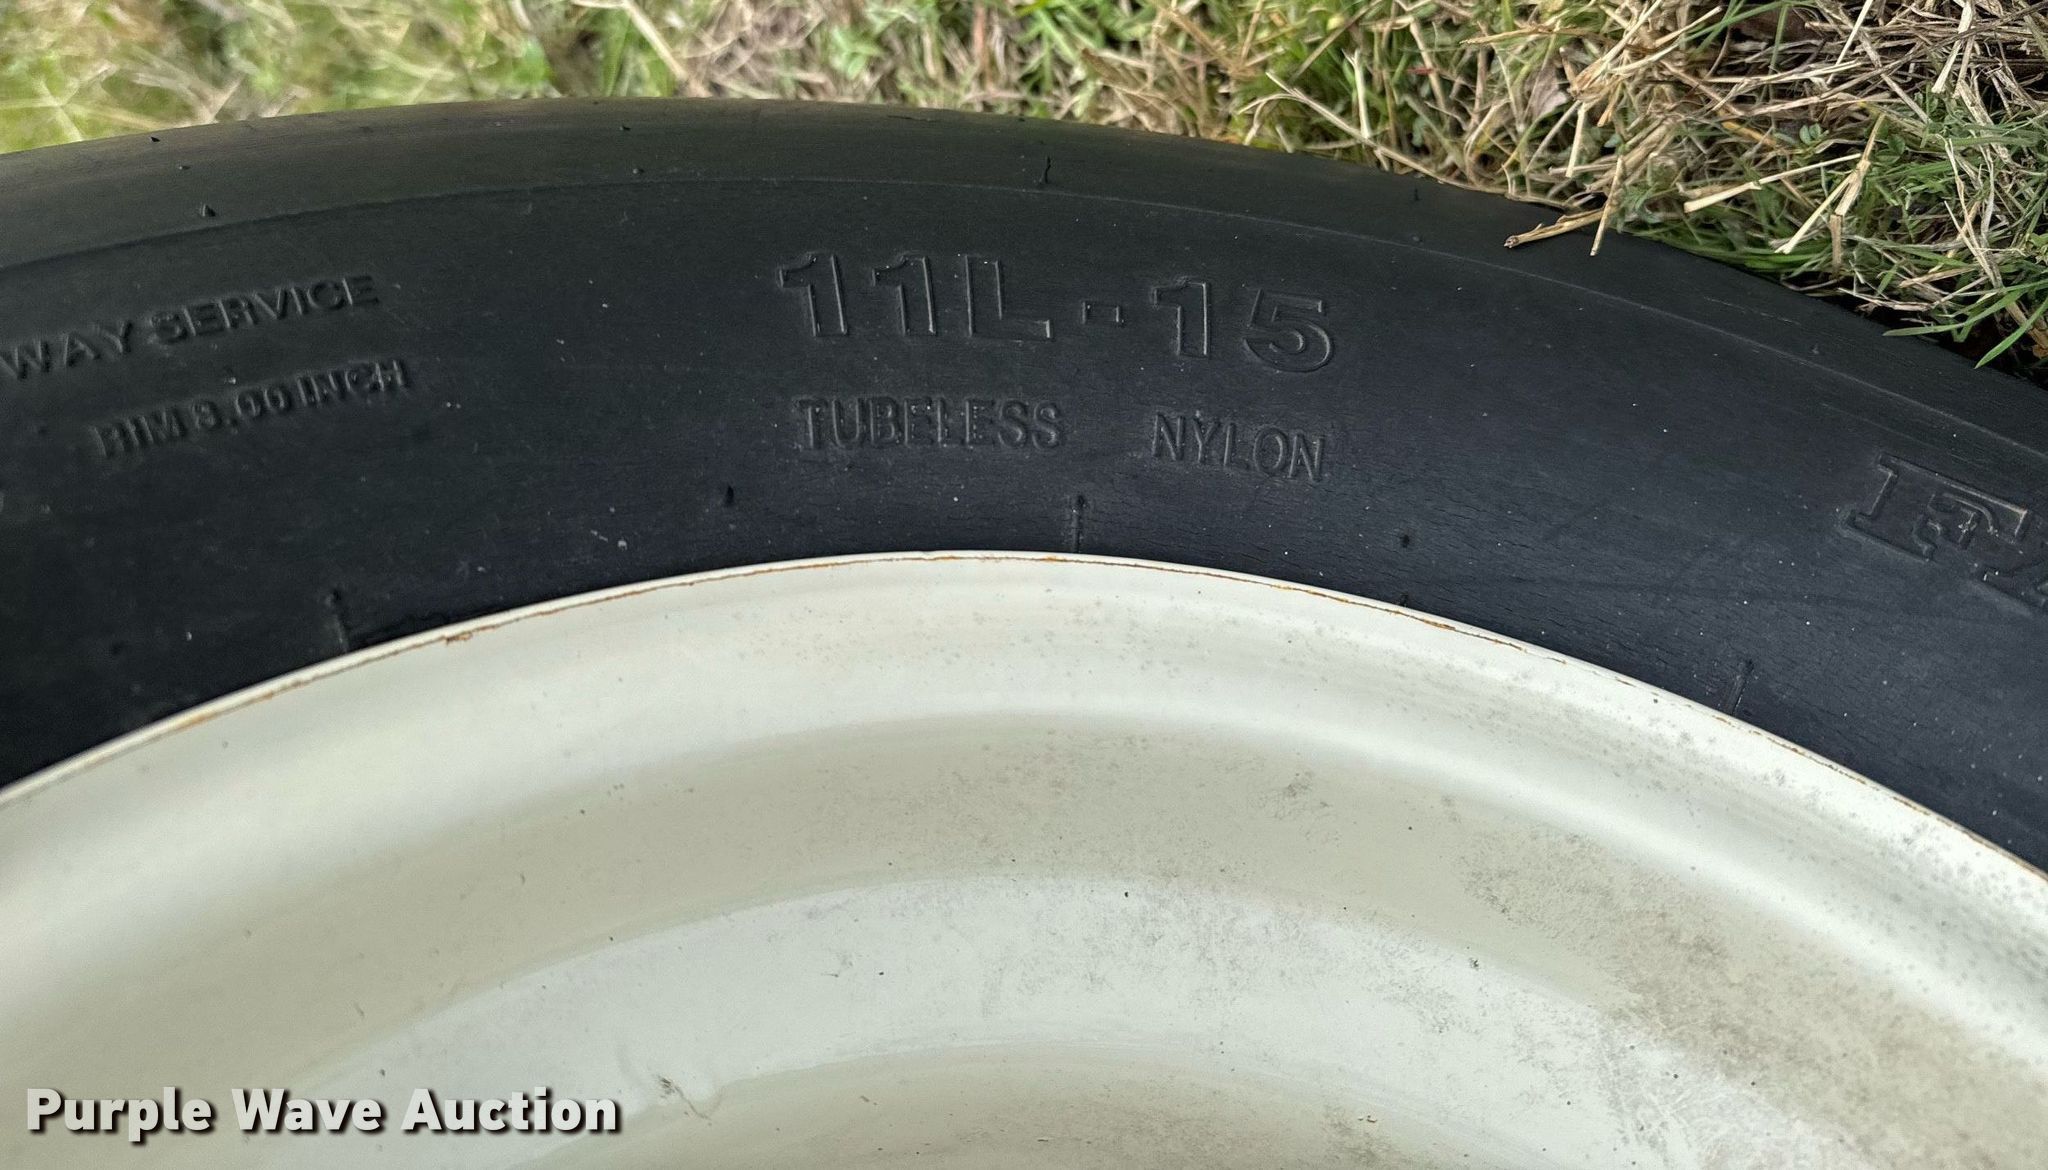 WAY SERVICE
RIM 8.00 INCH
11L-15
TUBELESS NYLON
Purple Wave Auction